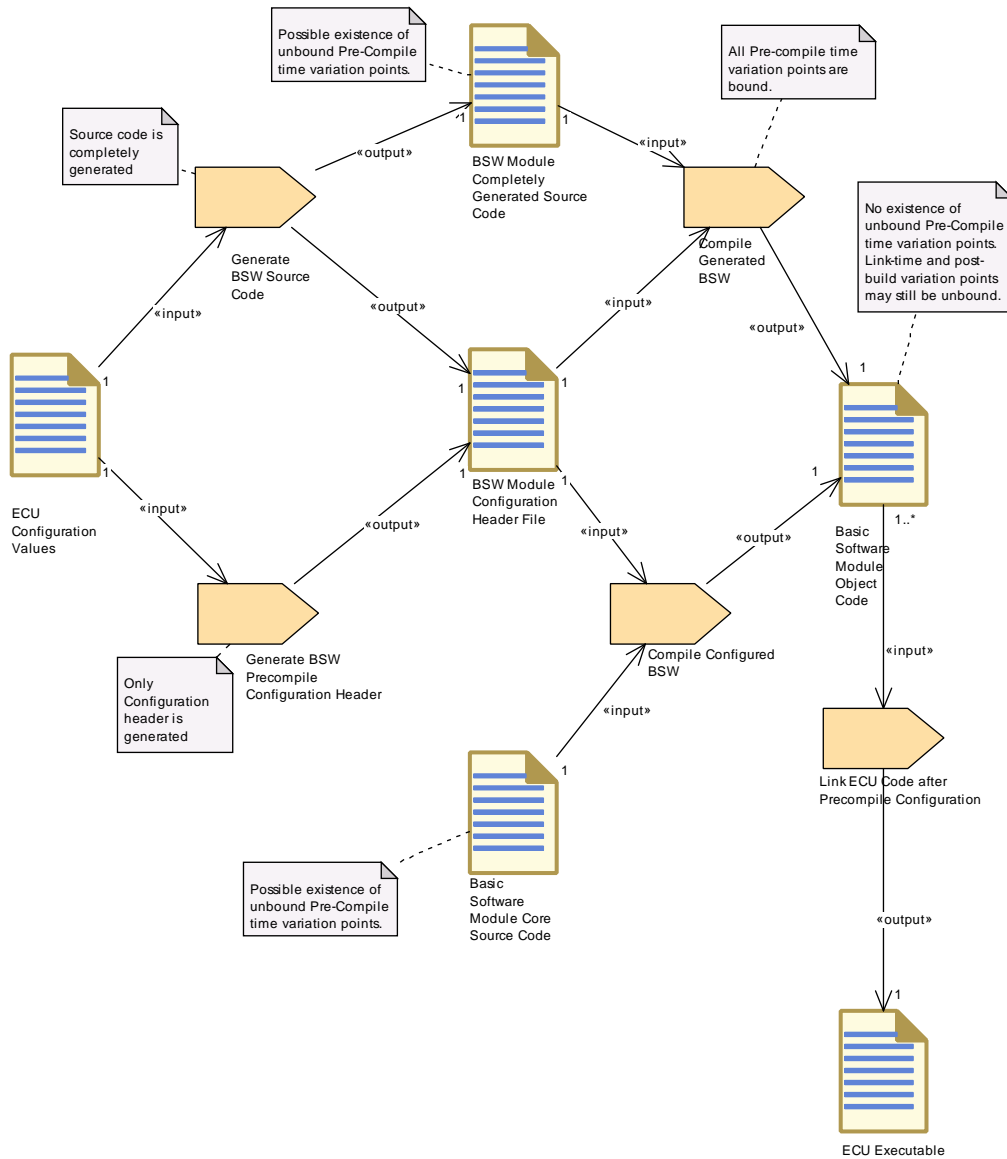 Possible existence of
unbound Pre-Compile
time variation points.
All Pre-compile time
variation points are
bound.
Source code is
completely
generated
1
1
«output»
«input»
BSW Module
Completely
Generated Source
Code
No existence of
unbound Pre-Compile
time variation points.
Link-time and post-
build variation points
may still be unbound.
Generate
BSW Source
Code
Compile
Generated
BSW
«input»
«output»
«input»
«output»
1
1
1
1
1
1
1
1
«input»
«output»
«input»
«output»
ECU
Configuration
Values
BSW Module
Configuration
Header File
1..*
Basic
Software
Module
Object
Code
Generate BSW
Precompile
Configuration Header
Compile Configured
BSW
«input»
Only
Configuration
header is
generated
«input»
1
Link ECU Code after
Precompile Configuration
Possible existence of
unbound Pre-Compile
time variation points.
Basic
Software
Module Core
Source Code
«output»
1
ECU Executable